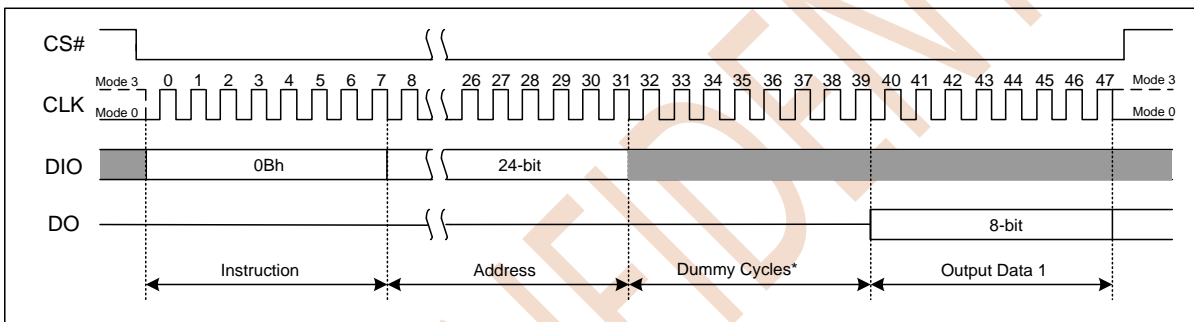 CS#
Mode 3 0 1 2 3 4 5 6 7 8 26 27 28 29 30 31 32 33 34 35 36 37 38 39 40 41 42 43 44 45 46 47 Mode 3
CLK
Mode 0 Mode 0
DIO 0Bh 24-bit
DO 8-bit
Instruction Address Dummy Cycles* Output Data 1
FIDENT